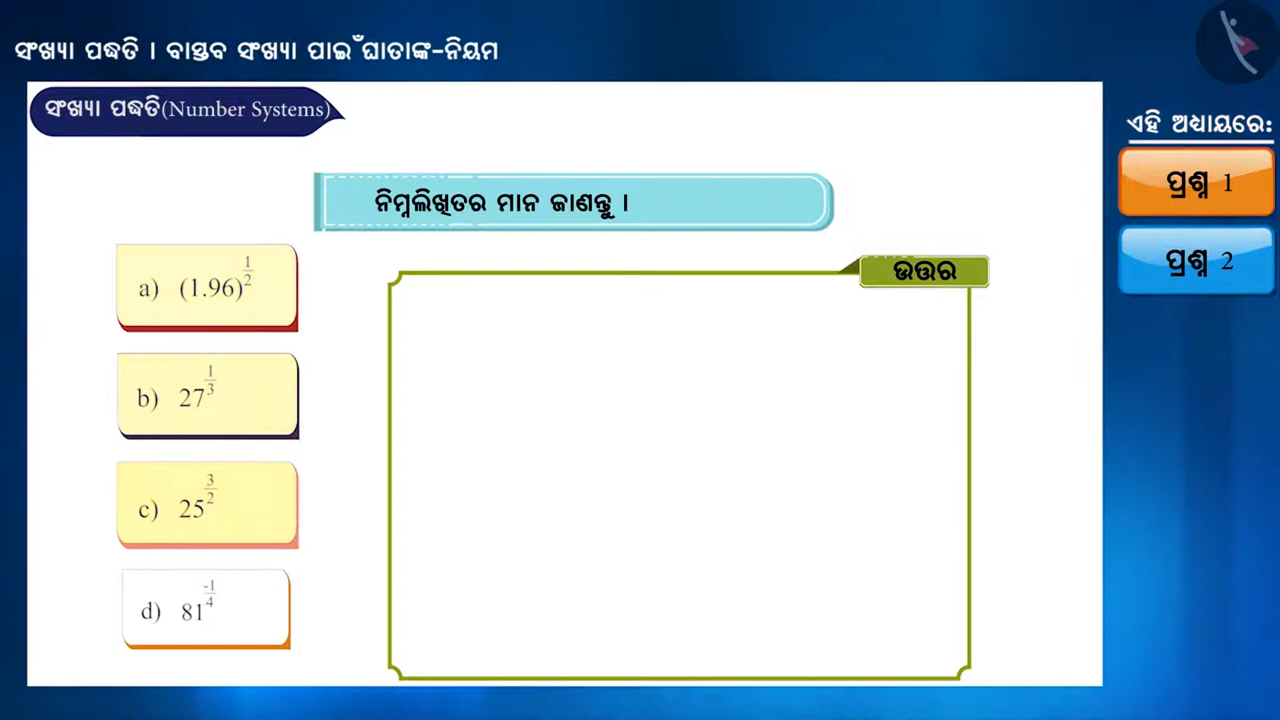 ସଂଖ୍ୟା ପଦ୍ଧତି । ବାସ୍ତବ ସଂଖ୍ୟା ପାଇଁ ଘାତାଙ୍କ-ନିୟମ
ସଂଖ୍ୟା ପଦ୍ଧତି(Number Systems)
ଏହି ଅଧ୍ୟାୟରେ:
ପ୍ରଶ୍ନ 1
ପ୍ରଶ୍ନ 2
ନିମ୍ନଲିଖିତର ମାନ ଜାଣନ୍ତୁ ।
ଉତ୍ତର
a) (1.96)^{1/2}
b) 27^{1/3}
c) 25^{3/2}
d) 81^{-1/4}